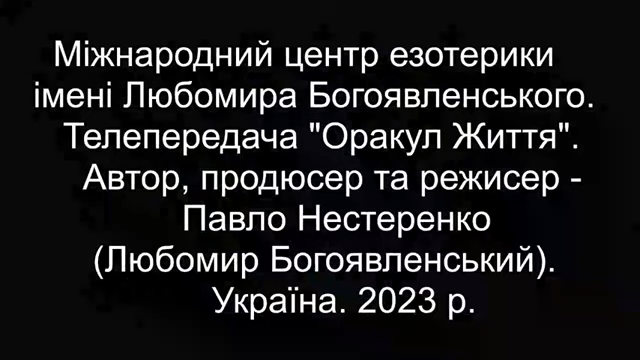 Міжнародний центр езотерики
імені Любомира Богоявленського.
Телепередача "Оракул Життя".
Автор, продюсер та режисер -
Павло Нестеренко
(Любомир Богоявленський).
Україна. 2023 р.